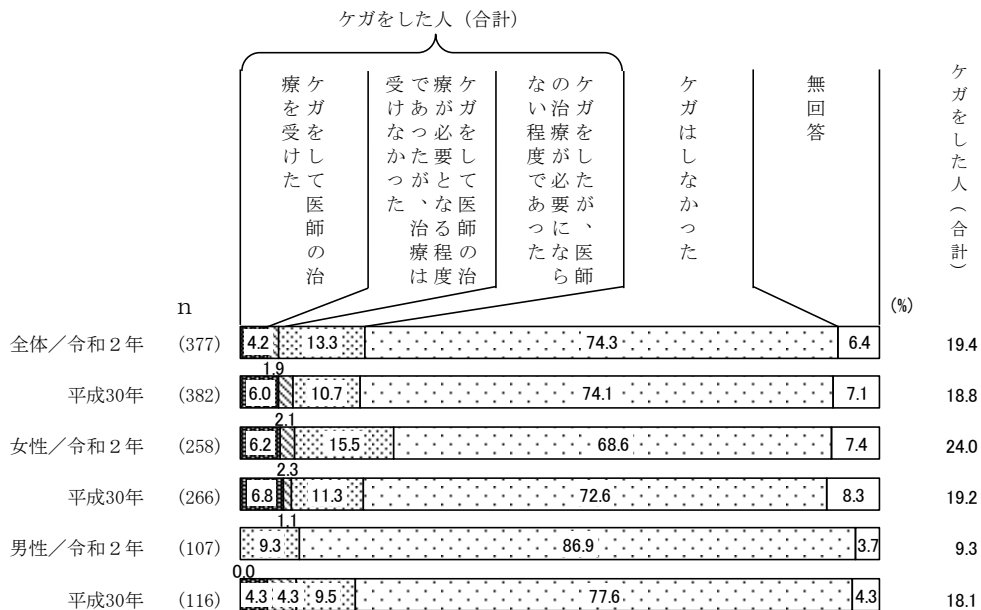 ケガをした人（合計）
ケガをして医師の治
療を受けた
ケガをして医師の治
療が必要となる程度
であったが、治療は
受けなかった
ケガをしたが、医師
の治療が必要になら
ない程度であった
ケガはしなかった
無回答
ケガをした人（合計）
n
(%)
全体／令和２年 (377) 4.2 13.3 74.3 6.4 19.4
1.9
平成30年 (382) 6.0 10.7 74.1 7.1 18.8
2.1
女性／令和２年 (258) 6.2 15.5 68.6 7.4 24.0
2.3
平成30年 (266) 6.8 11.3 72.6 8.3 19.2
1.1
男性／令和２年 (107) 9.3 86.9 3.7 9.3
0.0
平成30年 (116) 4.3 4.3 9.5 77.6 4.3 18.1